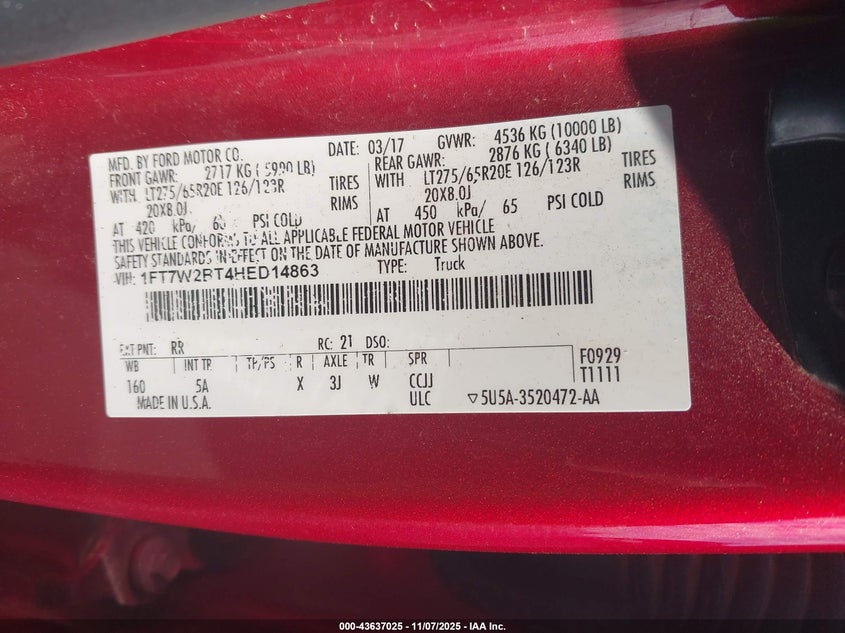 MFD. BY FORD MOTOR CO.
DATE: 03/17 GVWR: 4536 KG (10000 LB)
FRONT GAWR: 2717 KG (5990 LB)
REAR GAWR: 2876 KG (6340 LB)
WITH LT275/65R20E 126/123R TIRES
WITH LT275/65R20E 126/123R TIRES
20X8.0J RIMS
20X8.0J RIMS
AT 420 kPa/ PSI COLD
AT 450 kPa/ 65 PSI COLD
THIS VEHICLE CONFORMS TO ALL APPLICABLE FEDERAL MOTOR VEHICLE
SAFETY STANDARDS IN EFFECT ON THE DATE OF MANUFACTURE SHOWN ABOVE.
VIN: 1FT7W2BT4HED14863 TYPE: Truck
EXT PNT: RR RC: 21 DSO:
WB INT TR TP/PS R AXLE TR SPR
160 5A X 3J W CCJJ
ULC
F0929
T1111
MADE IN U.S.A.
▽5U5A-3520472-AA
000-43637025 - 11/07/2025 - IAA Inc.